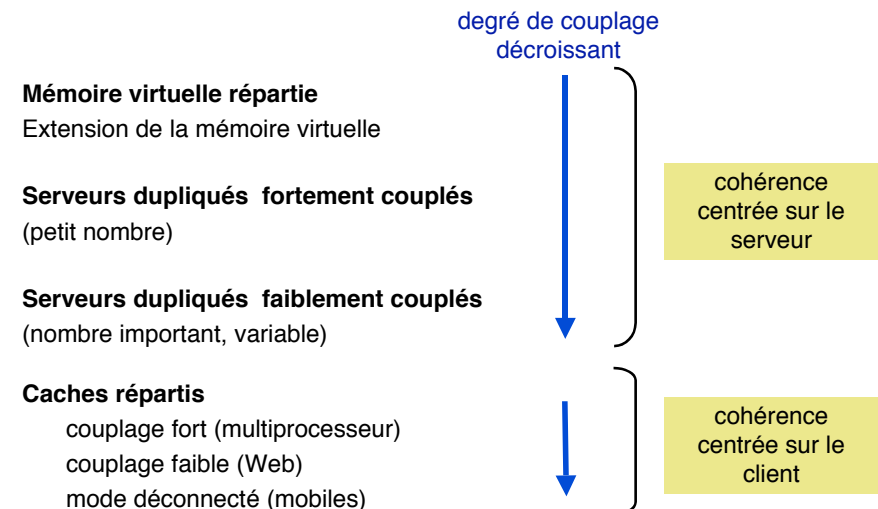 degré de couplage
décroissant
Mémoire virtuelle répartie
Extension de la mémoire virtuelle
Serveurs dupliqués fortement couplés
(petit nombre)
cohérence
centrée sur le
serveur
Serveurs dupliqués faiblement couplés
(nombre important, variable)
Caches répartis
couplage fort (multiprocesseur)
couplage faible (Web)
mode déconnecté (mobiles)
cohérence
centrée sur le
client